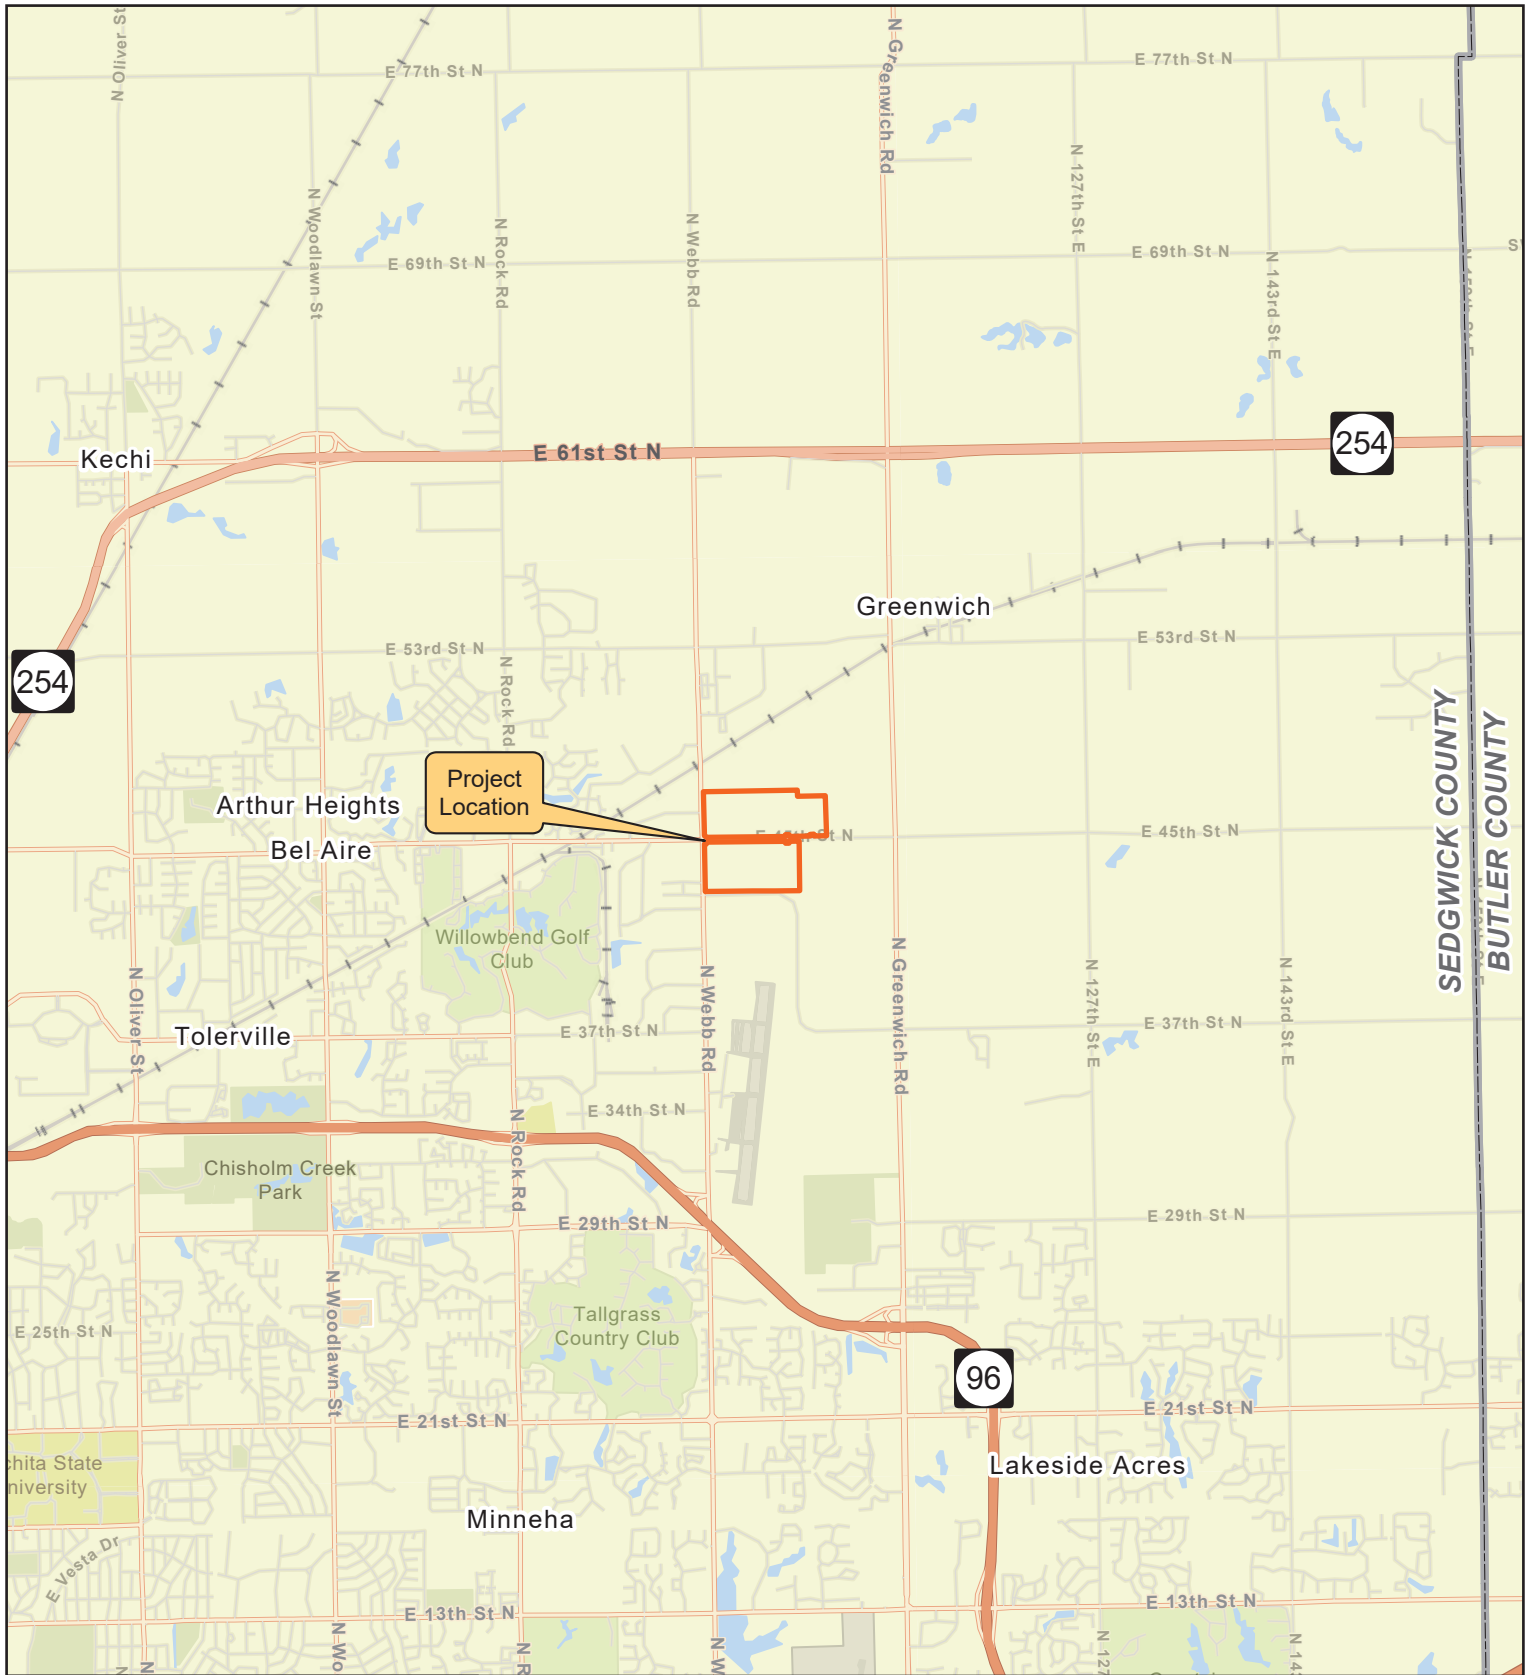 N Oliver St
E 77th St N
N Greenwich Rd
E 77th St N
N Woodlawn St
N Rock Rd
N Webb Rd
N 127th St E
E 69th St N
E 69th St N
N 143rd St E
Kechi
E 61st St N
254
Greenwich
E 53rd St N
E 53rd St N
254
N Rock Rd
SEDGWICK COUNTY
BUTLER COUNTY
Project
Location
Arthur Heights
E 45th St N
E 45th St N
Bel Aire
Willowbend Golf
Club
N Oliver St
N Webb Rd
N Greenwich Rd
N 127th St E
N 143rd St E
Tolerville
E 37th St N
E 37th St N
E 34th St N
N Rock Rd
Chisholm Creek
Park
E 29th St N
E 29th St N
N Woodlawn St
Tallgrass
Country Club
E 25th St N
96
E 21st St N
E 21st St N
chita State
niversity
Lakeside Acres
Minneha
E Vesta Dr
E 13th St N
E 13th St N
N
N
N Wo
N R
N W
N 127
N 143